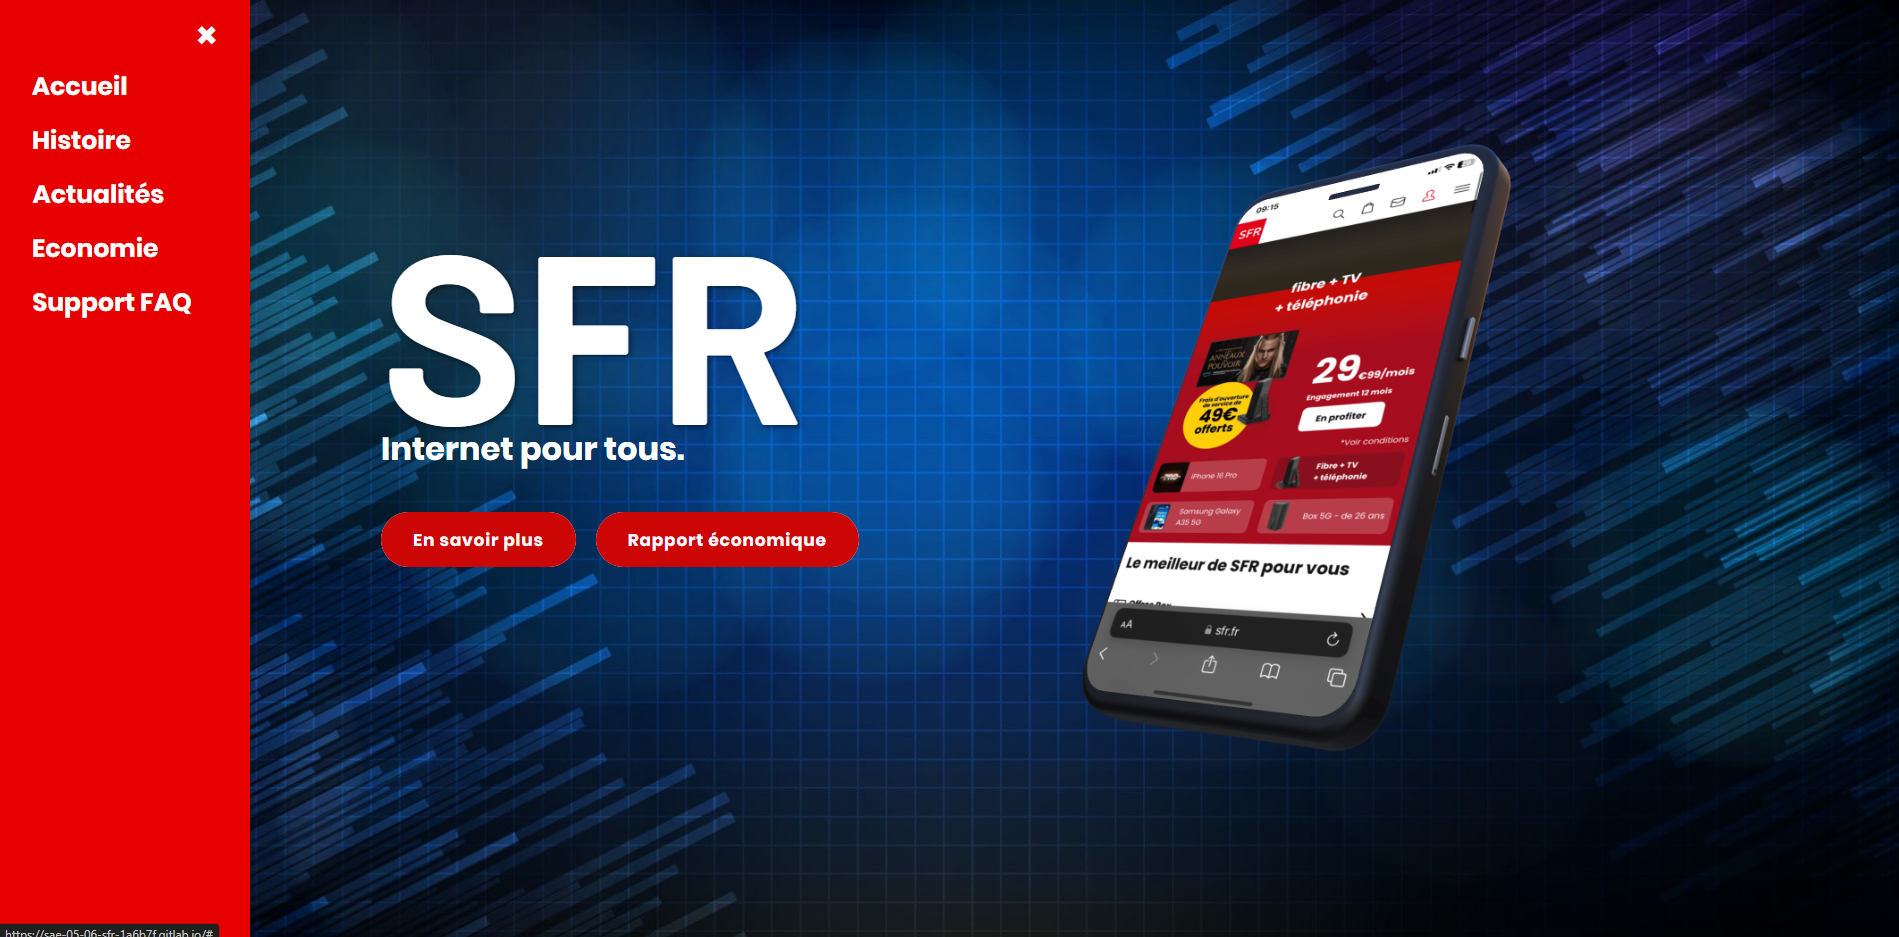 ✖
Accueil
Histoire
Actualités
Economie
Support FAQ
SFR
Internet pour tous.
En savoir plus
Rapport économique
09:15
SFR
fibre + TV
+ téléphonie
ANNEAUX
POUVOIR
29€99/mois
Engagement 12 mois
En profiter
*Voir conditions
Frais d'ouverture
de service de
49€
offerts
iPhone 16 Pro
Fibre + TV
+ téléphonie
Samsung Galaxy
A35 5G
Box 5G - de 26 ans
Le meilleur de SFR pour vous
Offres Box
AA
sfr.fr
https://sae-05-06-sfr-1a6b7f.gitlab.io/#